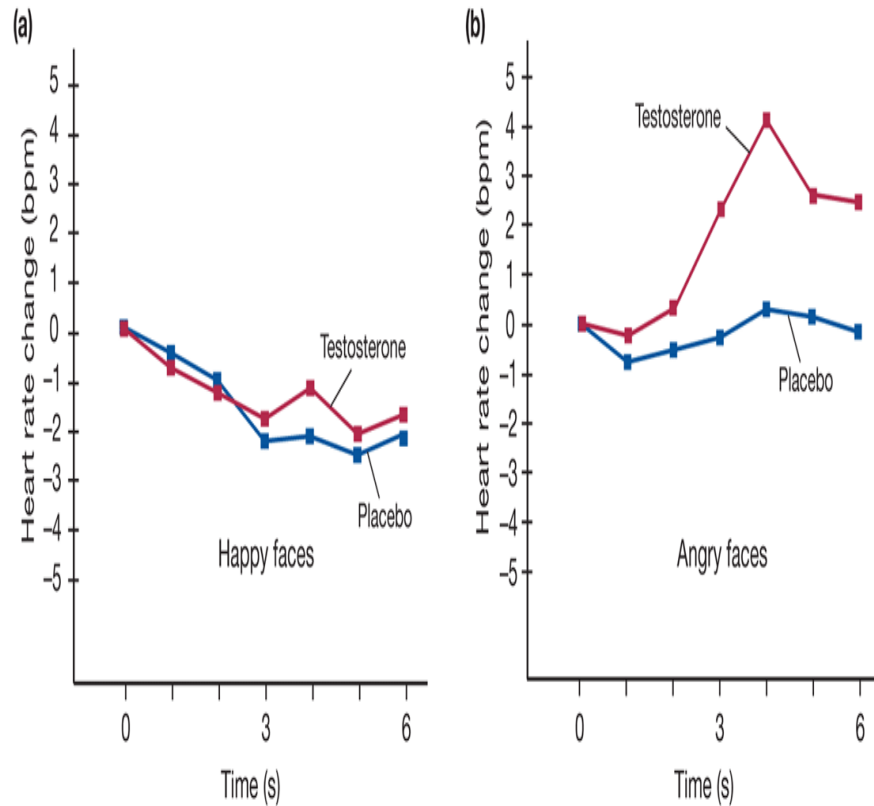 (a)
Heart rate change (bpm)
5
4
3
2
1
0
–1
–2
–3
–4
–5
Testosterone
Placebo
Happy faces
0 3 6
Time (s)
(b)
Heart rate change (bpm)
5
4
3
2
1
0
–1
–2
–3
–4
–5
Testosterone
Placebo
Angry faces
0 3 6
Time (s)